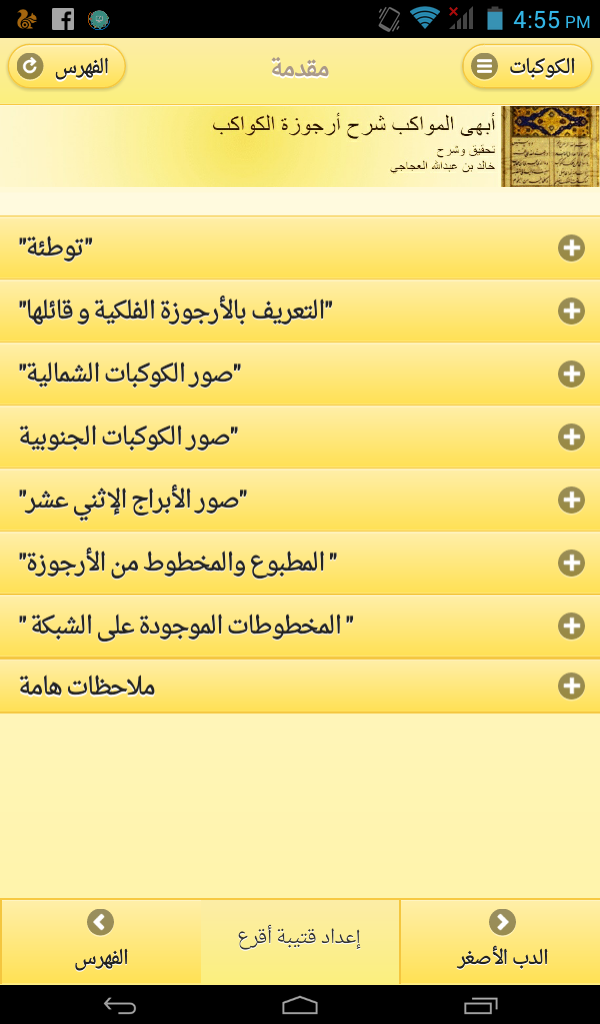 4:55 PM
الكوكبات
مقدمة
الفهرس
أبهى المواكب شرح أرجوزة الكواكب
تحقيق وشرح
خالد بن عبدالله العجاجي
"توطئة"
"التعريف بالأرجوزة الفلكية و قائلها"
"صور الكوكبات الشمالية"
"صور الكوكبات الجنوبية
"صور الأبراج الإثني عشر"
" المطبوع والمخطوط من الأرجوزة"
" المخطوطات الموجودة على الشبكة "
ملاحظات هامة
الدب الأصغر
إعداد قتيبة أقرع
الفهرس